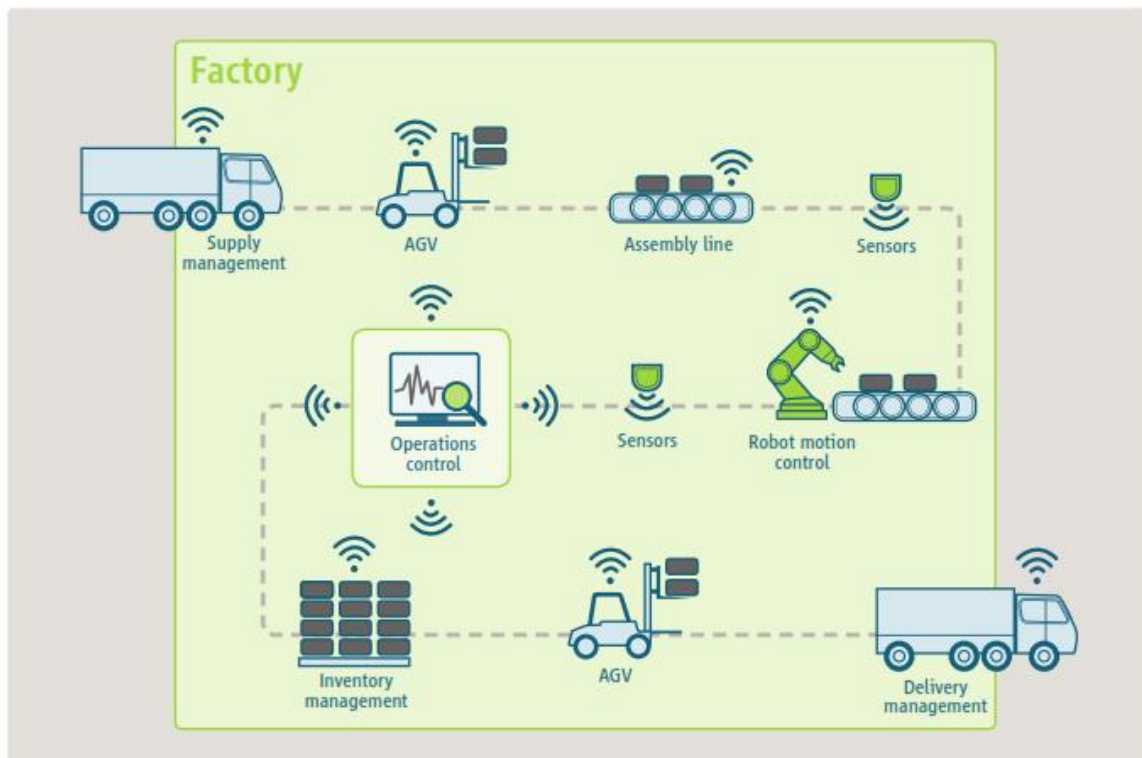 Factory
Supply
management
AGV
Assembly line
Sensors
Operations
control
Sensors
Robot motion
control
Inventory
management
AGV
Delivery
management